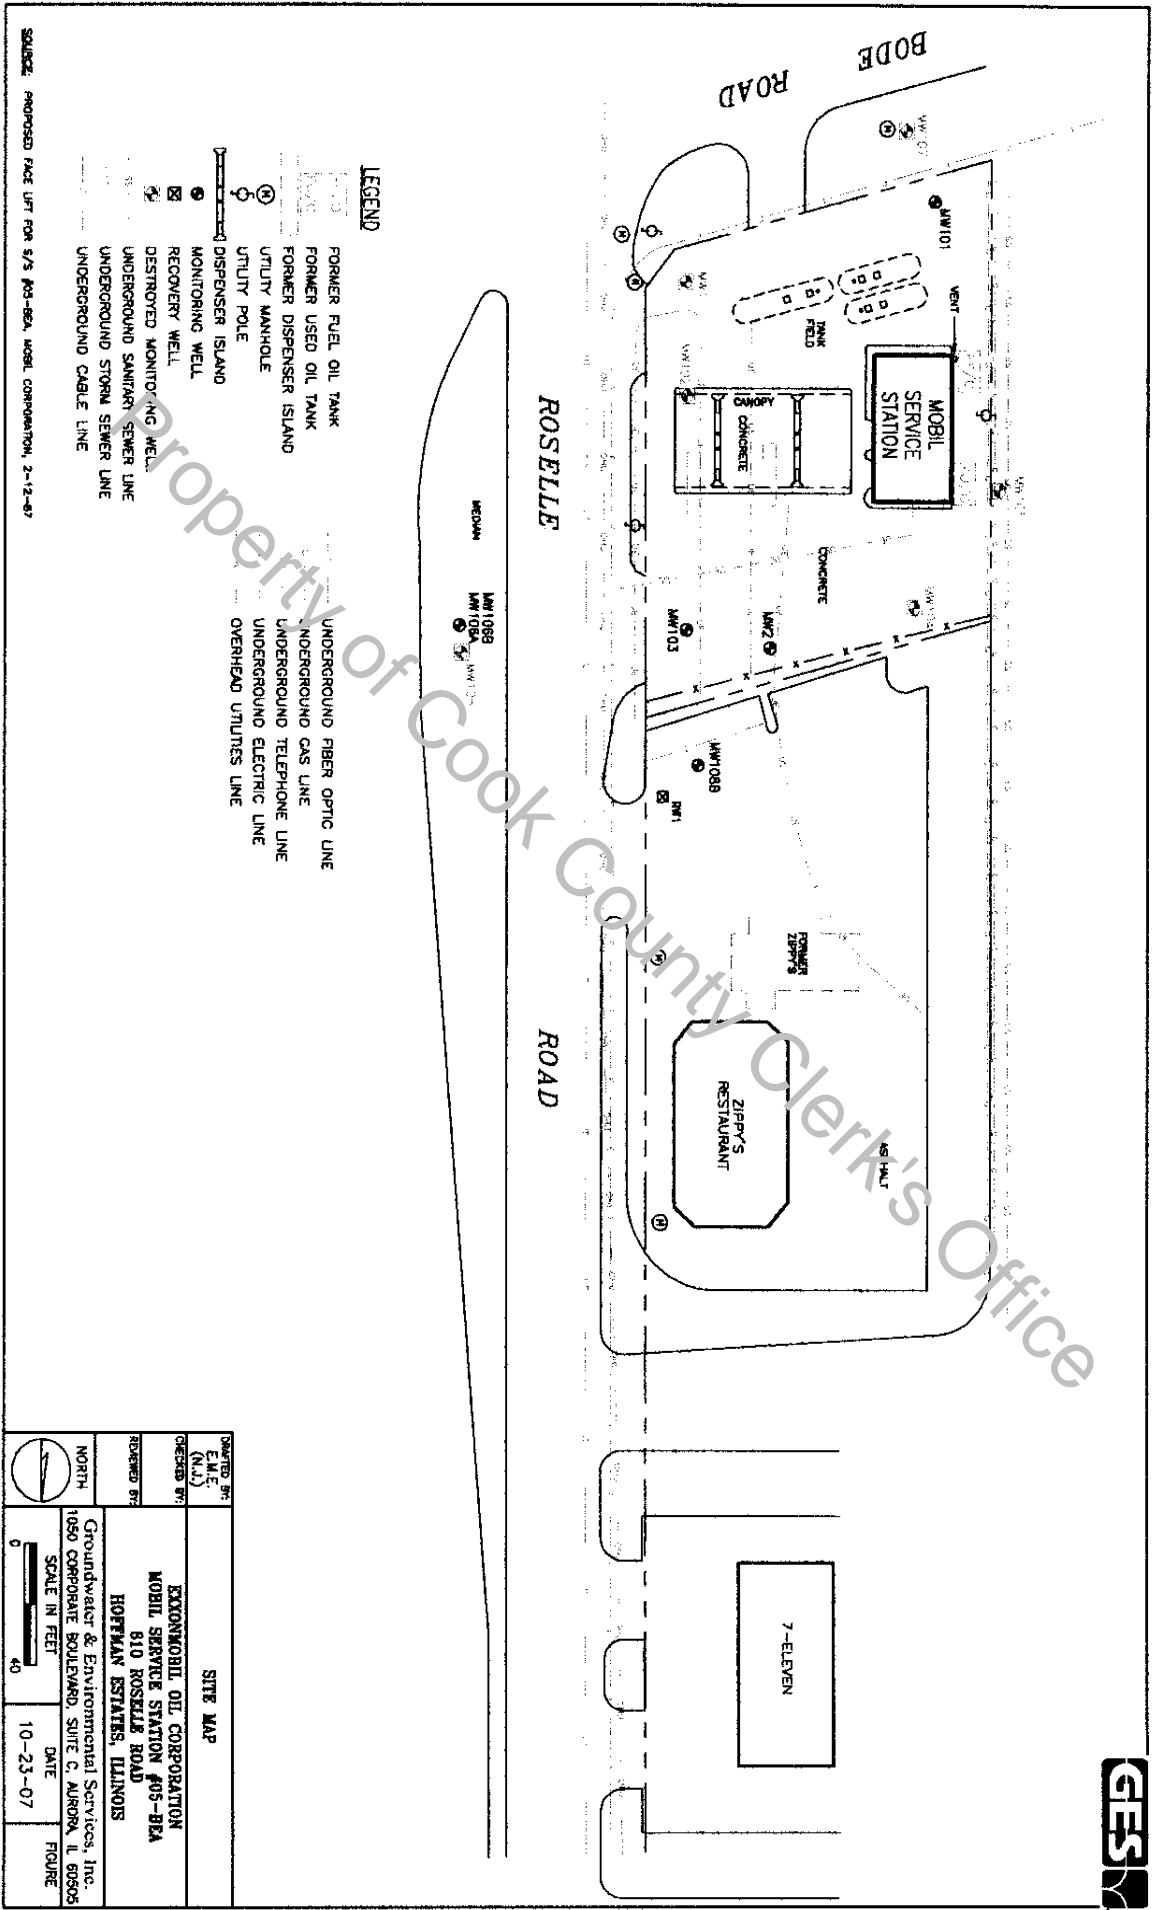 GES
BODE
ROAD
MW101
VENT
MOBIL
SERVICE
STATION
TANK
FIELD
CANOPY
CONCRETE
CONCRETE
MW2
MW103
MW108B
RW1
FORMER
ZIPPY'S
ZIPPY'S
RESTAURANT
7-ELEVEN
ROSELLE
ROAD
MEDIAN
MW106B
MW106A
LEGEND
FORMER FUEL OIL TANK
FORMER USED OIL TANK
FORMER DISPENSER ISLAND
UTILITY MANHOLE
UTILITY POLE
DISPENSER ISLAND
MONITORING WELL
RECOVERY WELL
DESTROYED MONITORING WELL
UNDERGROUND SANITARY SEWER LINE
UNDERGROUND STORM SEWER LINE
UNDERGROUND CABLE LINE
UNDERGROUND FIBER OPTIC LINE
UNDERGROUND GAS LINE
UNDERGROUND TELEPHONE LINE
UNDERGROUND ELECTRIC LINE
OVERHEAD UTILITIES LINE
SOURCE: PROPOSED FACE LIFT FOR S/S #05-BEA, MOBIL CORPORATION, 2-12-87
DRAFTED BY:
E.M.E.
(N.J.)
CHECKED BY:
REVIEWED BY:
NORTH
SITE MAP
EXXONMOBIL OIL CORPORATION
MOBIL SERVICE STATION #05-BEA
810 ROSELLE ROAD
HOFFMAN ESTATES, ILLINOIS
Groundwater & Environmental Services, Inc.
1050 CORPORATE BOULEVARD, SUITE C, AURORA, IL 60505
SCALE IN FEET
0 40
DATE
10-23-07
FIGURE
Property of Cook County Clerk's Office